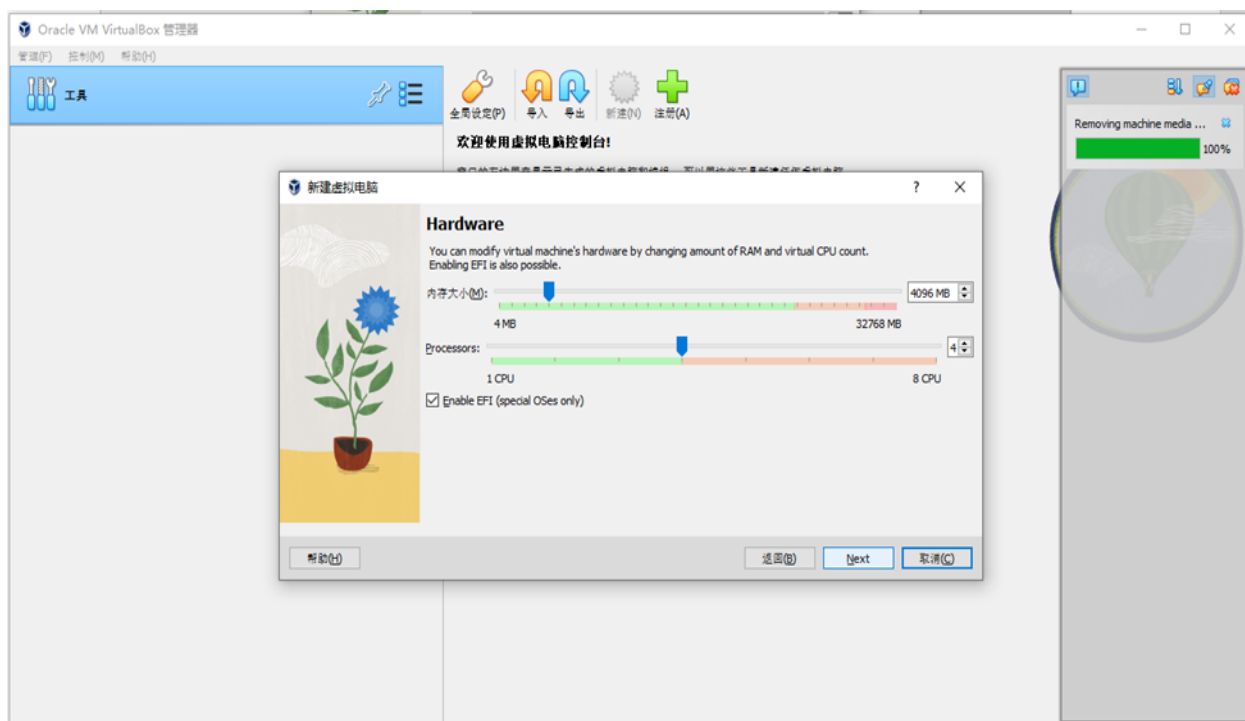 Oracle VM VirtualBox 管理器
管理(F) 控制(M) 帮助(H)
工具
全局设定(P) 导入 导出 新建(N) 注册(A)
欢迎使用虚拟电脑控制台!
Removing machine media ...
100%
新建虚拟电脑
?
Hardware
You can modify virtual machine's hardware by changing amount of RAM and virtual CPU count.
Enabling EFI is also possible.
内存大小(M): 4096 MB
4 MB 32768 MB
Processors: 4
1 CPU 8 CPU
Enable EFI (special OSes only)
帮助(H) 返回(B) Next 取消(C)